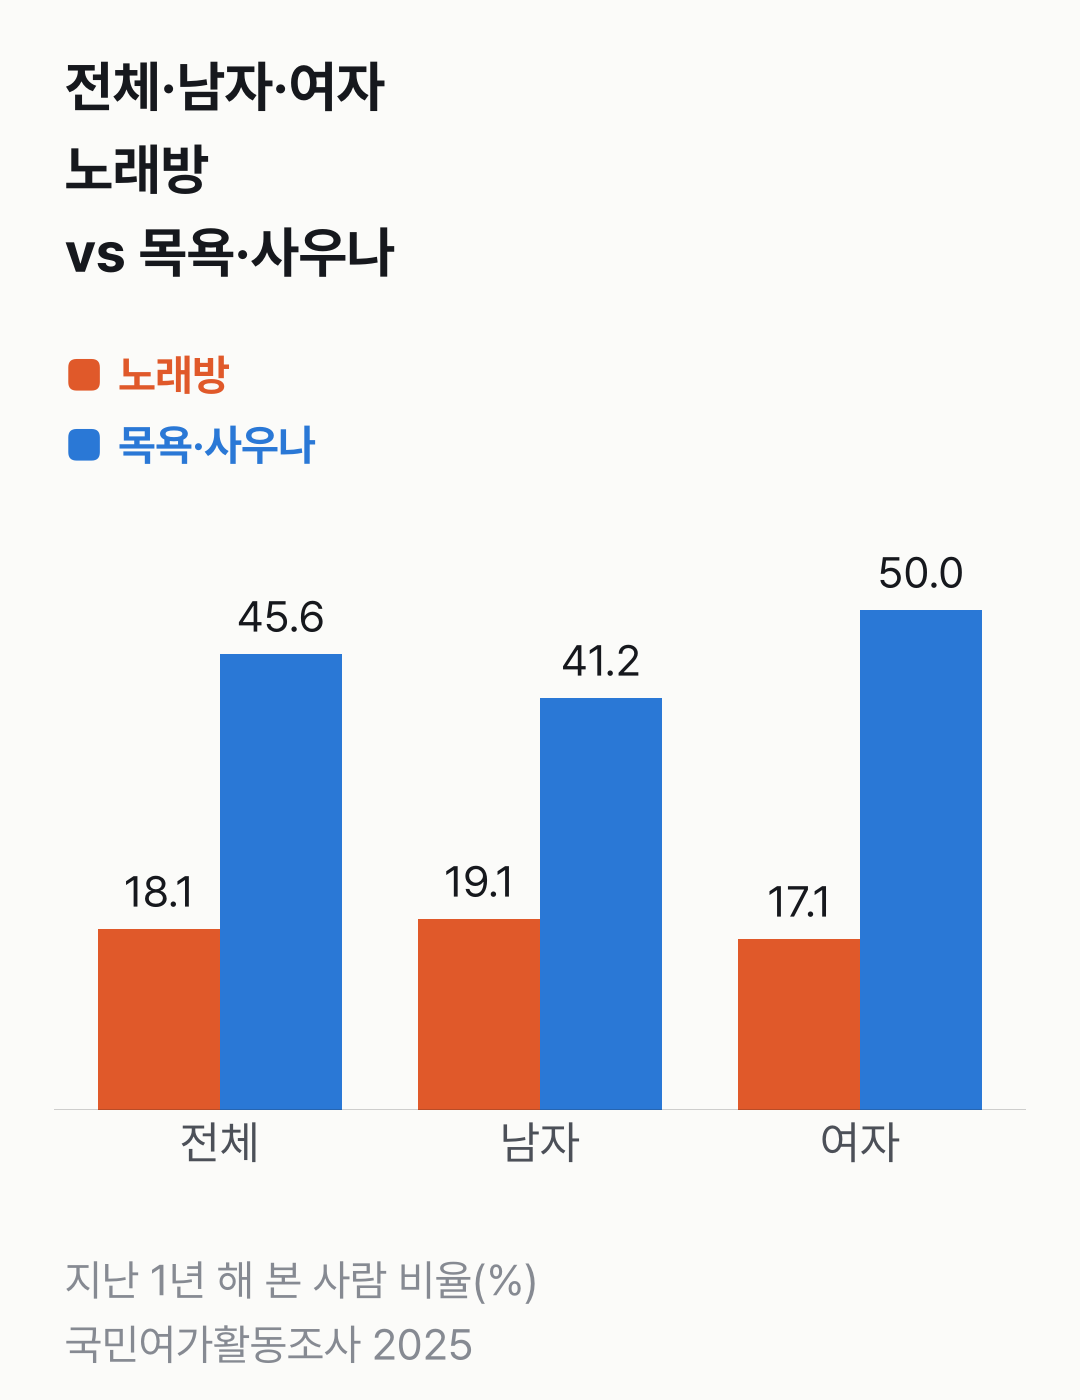 전체·남자·여자
노래방
vs 목욕·사우나
노래방
목욕·사우나
45.6
18.1
41.2
19.1
50.0
17.1
전체
남자
여자
지난 1년 해 본 사람 비율(%)
국민여가활동조사 2025